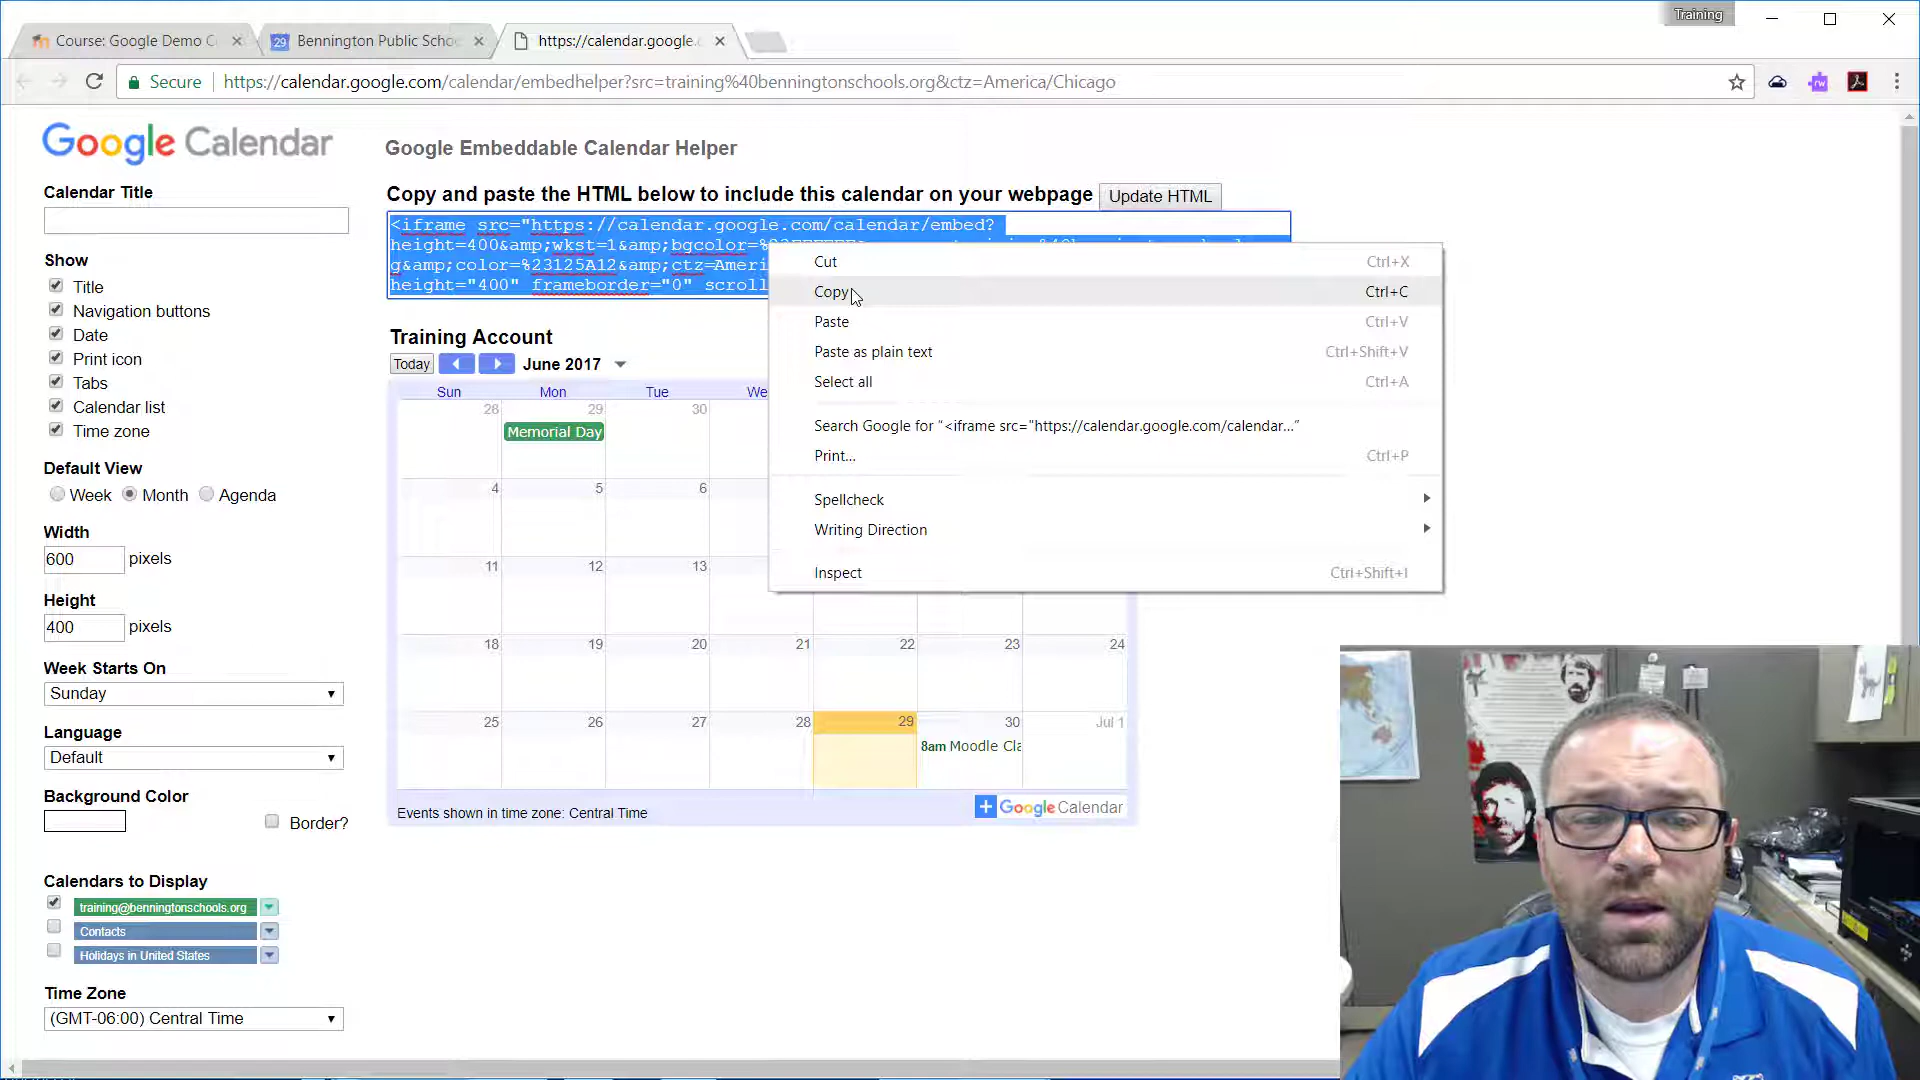 Training
Course: Google Demo C
Bennington Public Schoo
https://calendar.google.
Secure
https://calendar.google.com/calendar/embedhelper?src=training%40benningtonschools.org&ctz=America/Chicago
Google Calendar
Google Embeddable Calendar Helper
Copy and paste the HTML below to include this calendar on your webpage
Update HTML
<iframe src="https://calendar.google.com/calendar/embed?
height=400&amp;wkst=1&amp;bgcolor=%23
g&amp;color=%23125A12&amp;ctz=Ameri
height="400" frameborder="0" scroll
Cut Ctrl+X
Copy Ctrl+C
Paste Ctrl+V
Paste as plain text Ctrl+Shift+V
Select all Ctrl+A
Search Google for "<iframe src="https://calendar.google.com/calendar..."
Print... Ctrl+P
Spellcheck
Writing Direction
Inspect Ctrl+Shift+I
Calendar Title
Show
Title
Navigation buttons
Date
Print icon
Tabs
Calendar list
Time zone
Default View
Week Month Agenda
Width
600 pixels
Height
400 pixels
Week Starts On
Sunday
Language
Default
Background Color
Border?
Calendars to Display
training@benningtonschools.org
Contacts
Holidays in United States
Time Zone
(GMT-06:00) Central Time
Training Account
Today June 2017
Sun Mon Tue We
28 29 30
Memorial Day
4 5 6
11 12 13
18 19 20 21 22 23 24
25 26 27 28 29 30 Jul 1
8am Moodle Cla
Events shown in time zone: Central Time
Google Calendar